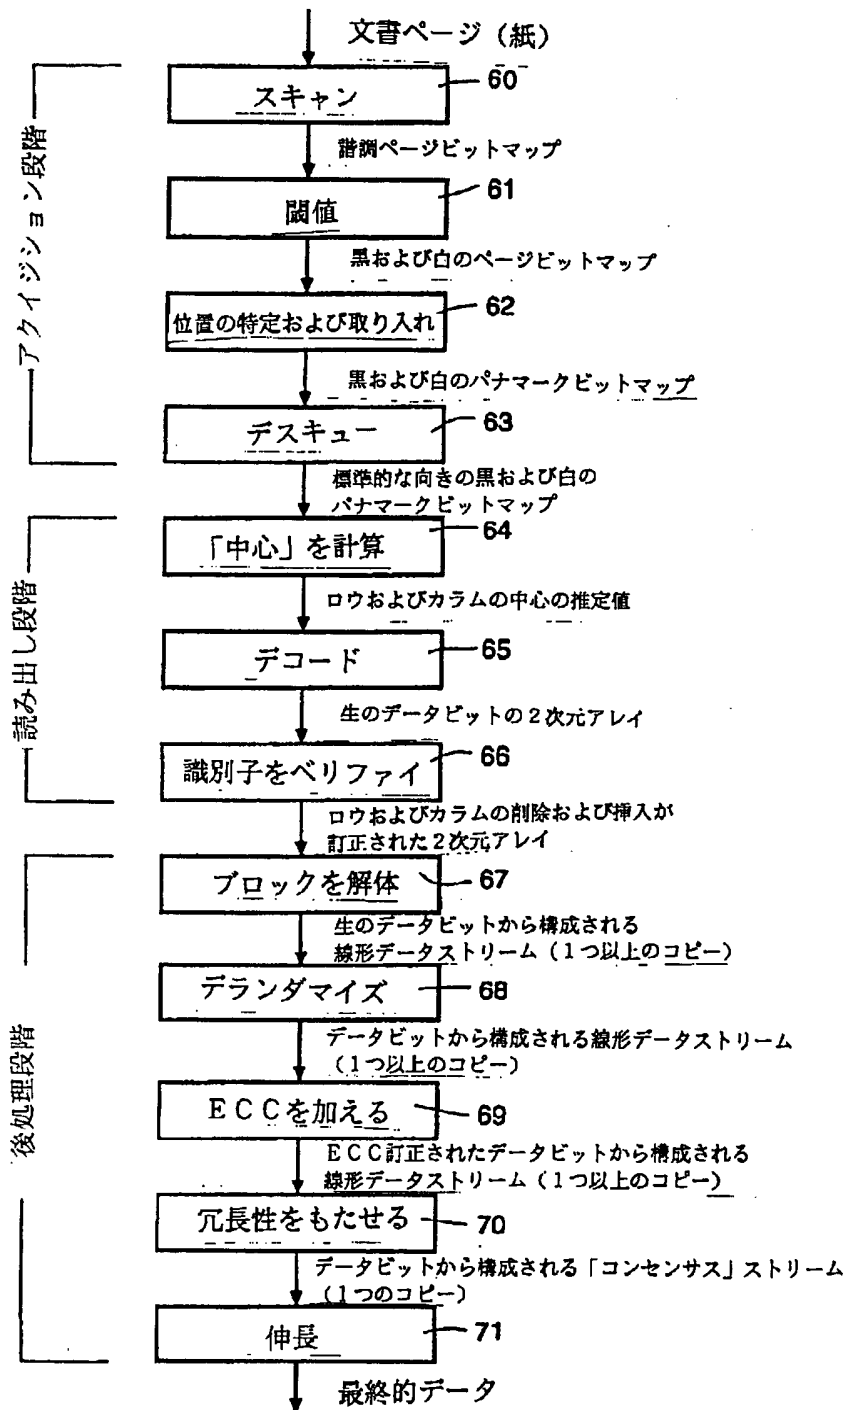 文書ページ（紙）
スキャン
60
諧調ページビットマップ
閾値
61
黒および白のページビットマップ
位置の特定および取り入れ
62
黒および白のパナマークビットマップ
デスキュー
63
アクイジション段階
標準的な向きの黒および白の
パナマークビットマップ
「中心」を計算
64
ロウおよびカラムの中心の推定値
デコード
65
生のデータビットの２次元アレイ
識別子をベリファイ
66
読み出し段階
ロウおよびカラムの削除および挿入が
訂正された２次元アレイ
ブロックを解体
67
生のデータビットから構成される
線形データストリーム（１つ以上のコピー）
デランダマイズ
68
データビットから構成される線形データストリーム
（１つ以上のコピー）
ＥＣＣを加える
69
ＥＣＣ訂正されたデータビットから構成される
線形データストリーム（１つ以上のコピー）
冗長性をもたせる
70
データビットから構成される「コンセンサス」ストリーム
（１つのコピー）
伸長
71
後処理段階
最終的データ